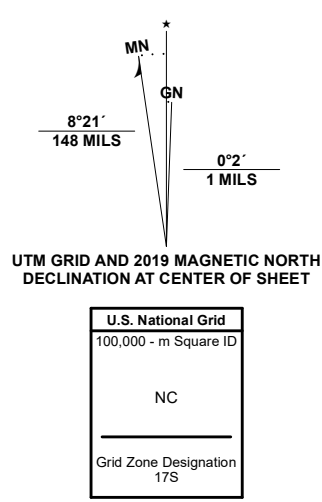 ★
MN
GN
8°21´
148 MILS
0°2´
1 MILS
UTM GRID AND 2019 MAGNETIC NORTH
DECLINATION AT CENTER OF SHEET
U.S. National Grid
100,000 - m Square ID
NC
Grid Zone Designation
17S